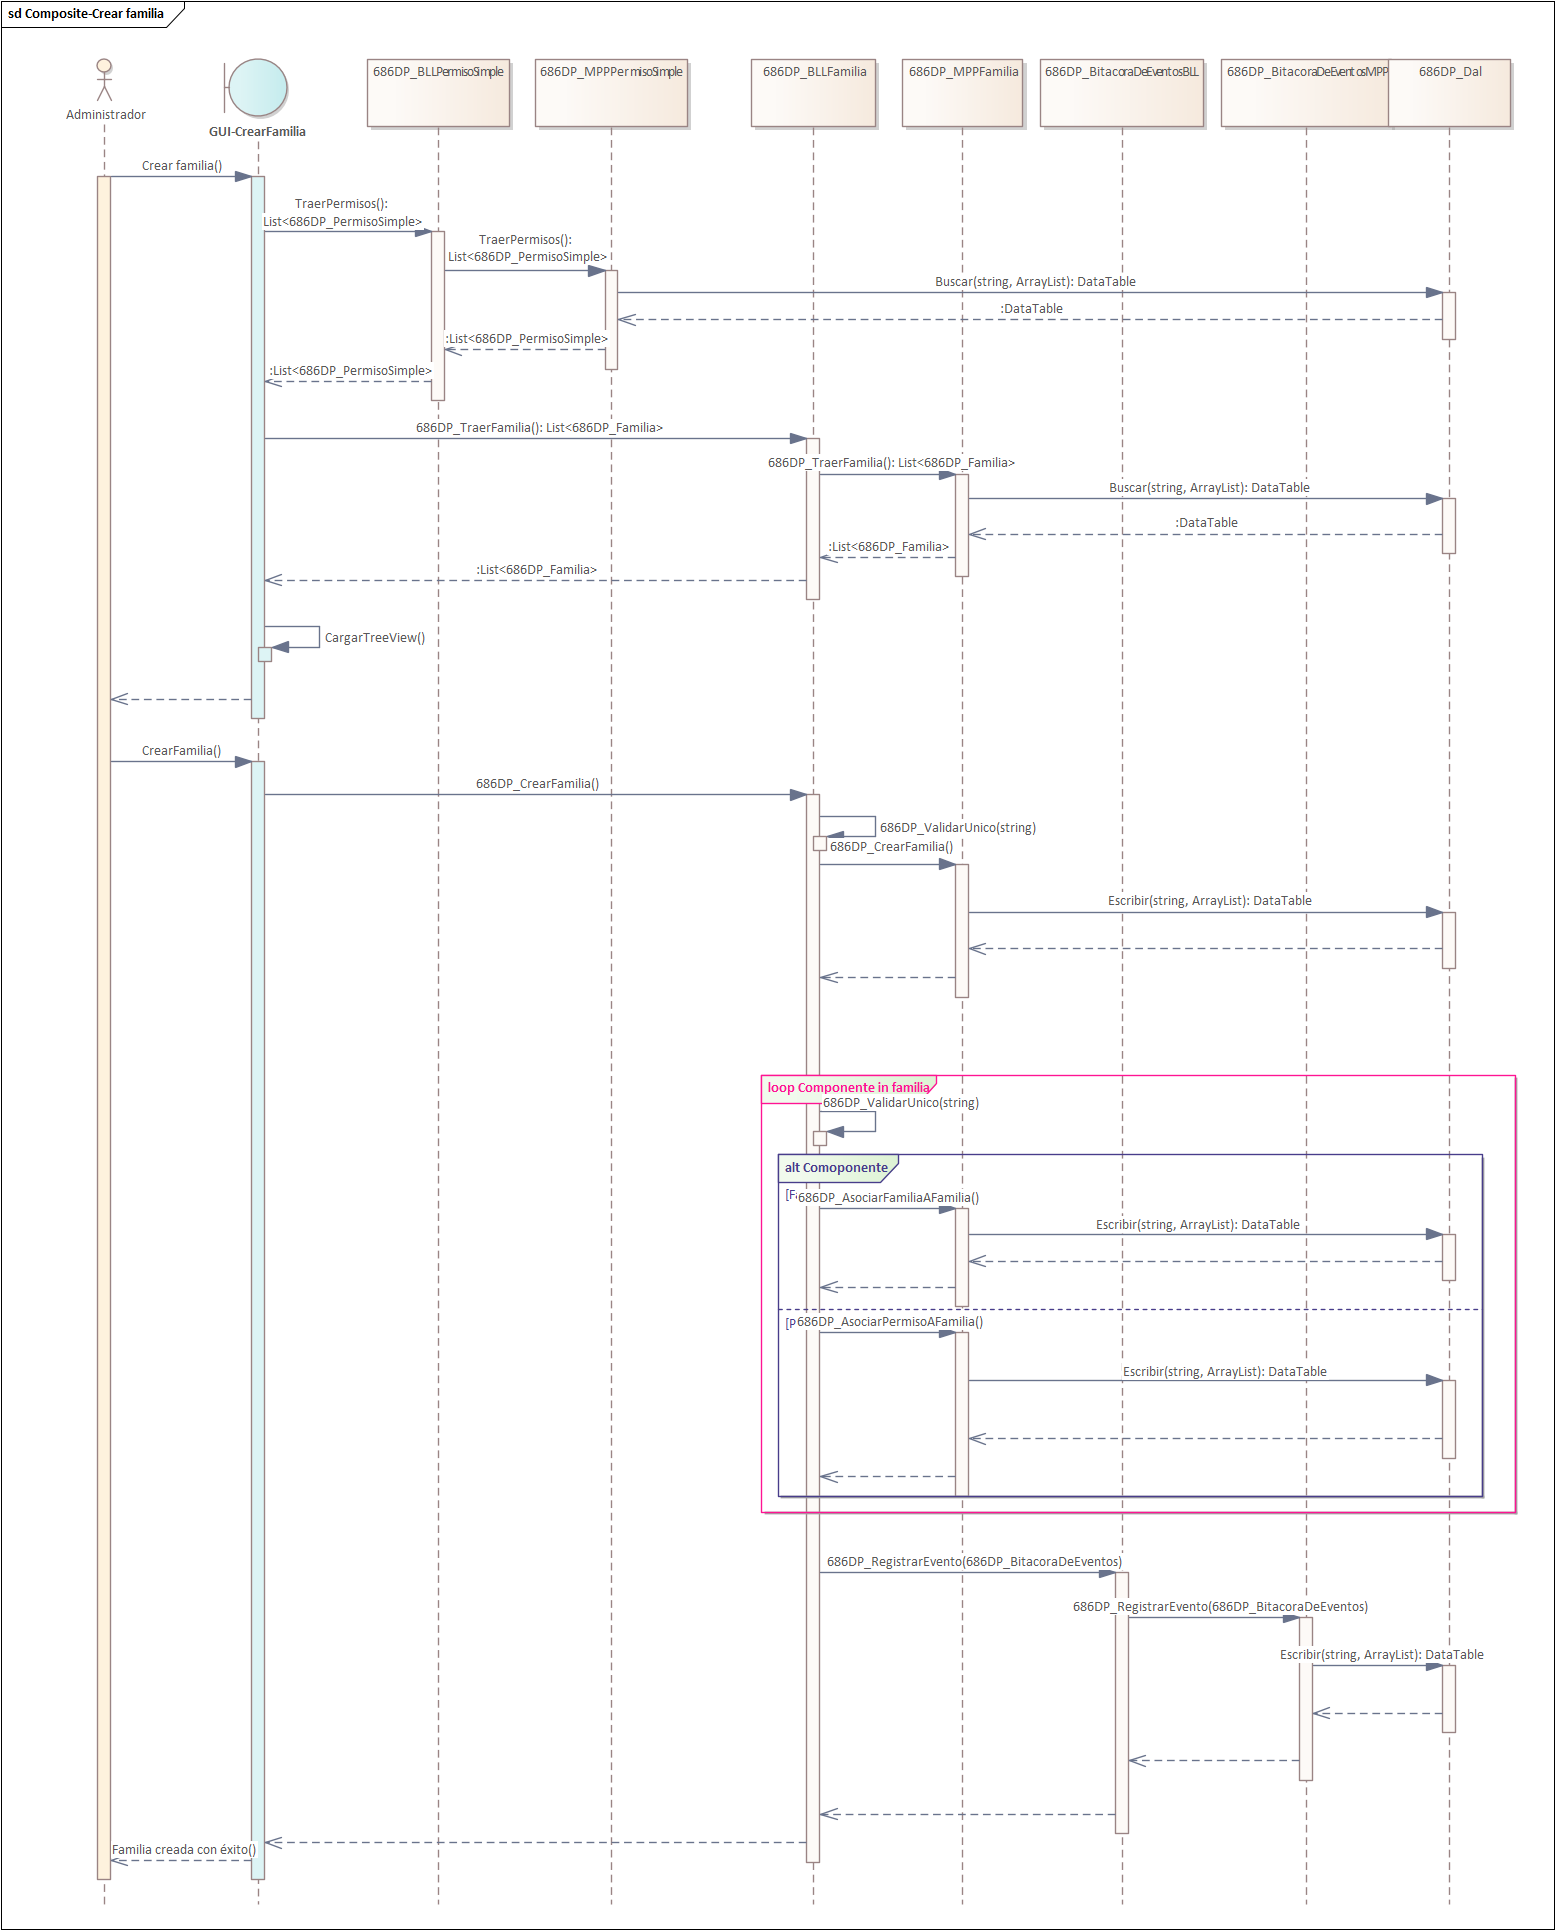 sd Composite-Crear familia
Administrador
GUI-CrearFamilia
686DP_BLLPermisoSimple
686DP_MPPPermisoSimple
686DP_BLLFamilia
686DP_MPPFamilia
686DP_BitacoraDeEventosBLL
686DP_BitacoraDeEventosMPP
686DP_Dal
Crear familia()
TraerPermisos():
List<686DP_PermisoSimple>
TraerPermisos():
List<686DP_PermisoSimple>
Buscar(string, ArrayList): DataTable
:DataTable
:List<686DP_PermisoSimple>
:List<686DP_PermisoSimple>
686DP_TraerFamilia(): List<686DP_Familia>
686DP_TraerFamilia(): List<686DP_Familia>
Buscar(string, ArrayList): DataTable
:DataTable
:List<686DP_Familia>
:List<686DP_Familia>
CargarTreeView()
CrearFamilia()
686DP_CrearFamilia()
686DP_ValidarUnico(string)
686DP_CrearFamilia()
Escribir(string, ArrayList): DataTable
loop Componente in familia
686DP_ValidarUnico(string)
alt Comoponente
686DP_AsociarFamiliaAFamilia()
Escribir(string, ArrayList): DataTable
686DP_AsociarPermisoAFamilia()
Escribir(string, ArrayList): DataTable
686DP_RegistrarEvento(686DP_BitacoraDeEventos)
686DP_RegistrarEvento(686DP_BitacoraDeEventos)
Escribir(string, ArrayList): DataTable
Familia creada con éxito()